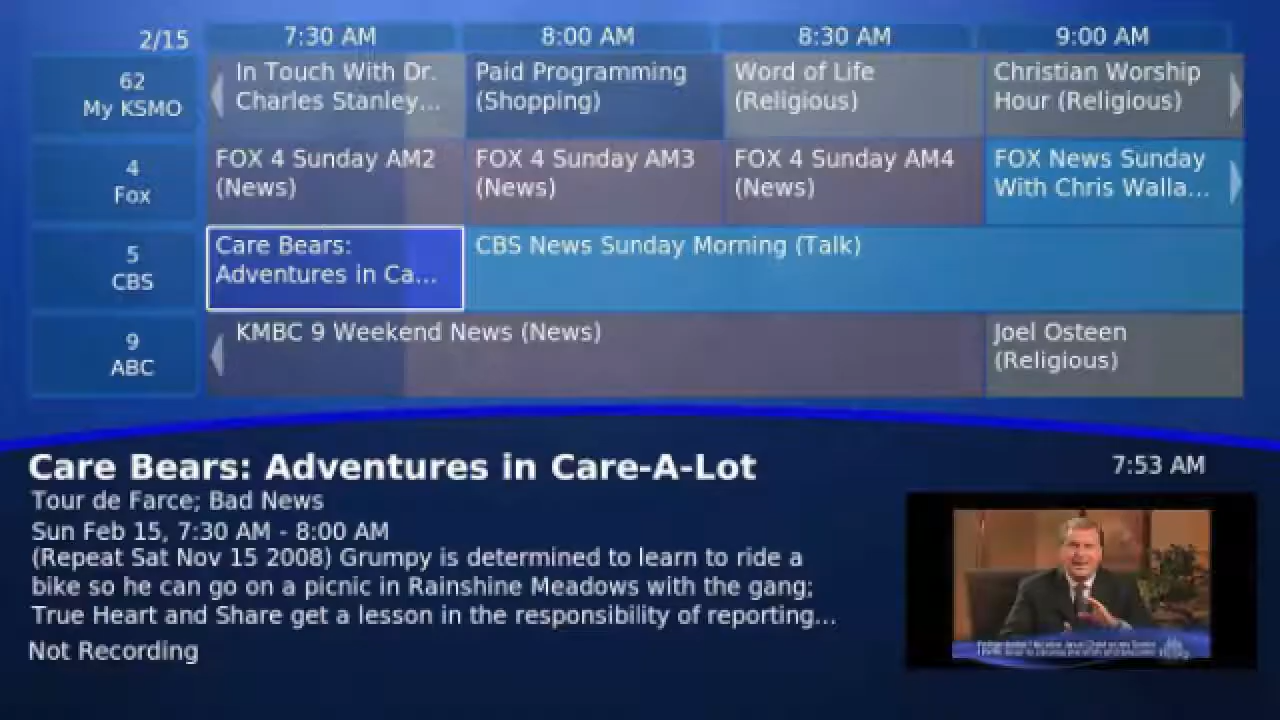 2/15 7:30 AM 8:00 AM 8:30 AM 9:00 AM
62
My KSMO
In Touch With Dr.
Charles Stanley...
Paid Programming
(Shopping)
Word of Life
(Religious)
Christian Worship
Hour (Religious)
4
Fox
FOX 4 Sunday AM2
(News)
FOX 4 Sunday AM3
(News)
FOX 4 Sunday AM4
(News)
FOX News Sunday
With Chris Walla...
5
CBS
Care Bears:
Adventures in Ca...
CBS News Sunday Morning (Talk)
9
ABC
KMBC 9 Weekend News (News)
Joel Osteen
(Religious)
Care Bears: Adventures in Care-A-Lot
7:53 AM
Tour de Farce; Bad News
Sun Feb 15, 7:30 AM - 8:00 AM
(Repeat Sat Nov 15 2008) Grumpy is determined to learn to ride a
bike so he can go on a picnic in Rainshine Meadows with the gang;
True Heart and Share get a lesson in the responsibility of reporting...
Not Recording